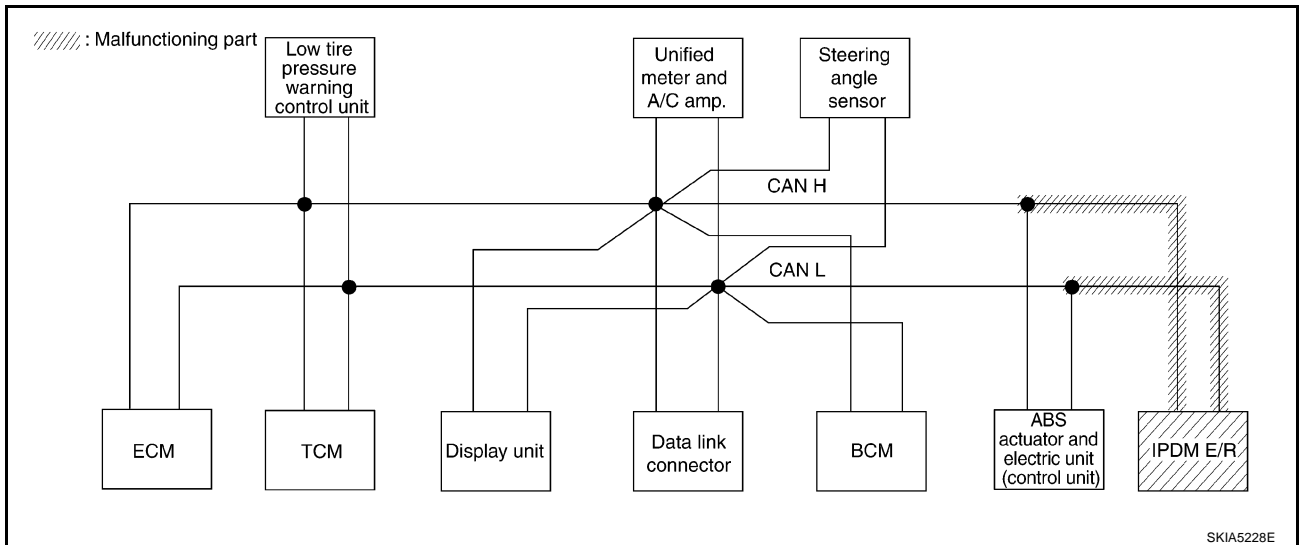 : Malfunctioning part
Low tire
pressure
warning
control unit
Unified
meter and
A/C amp.
Steering
angle
sensor
CAN H
CAN L
ECM
TCM
Display unit
Data link
connector
BCM
ABS
actuator and
electric unit
(control unit)
IPDM E/R
SKIA5228E